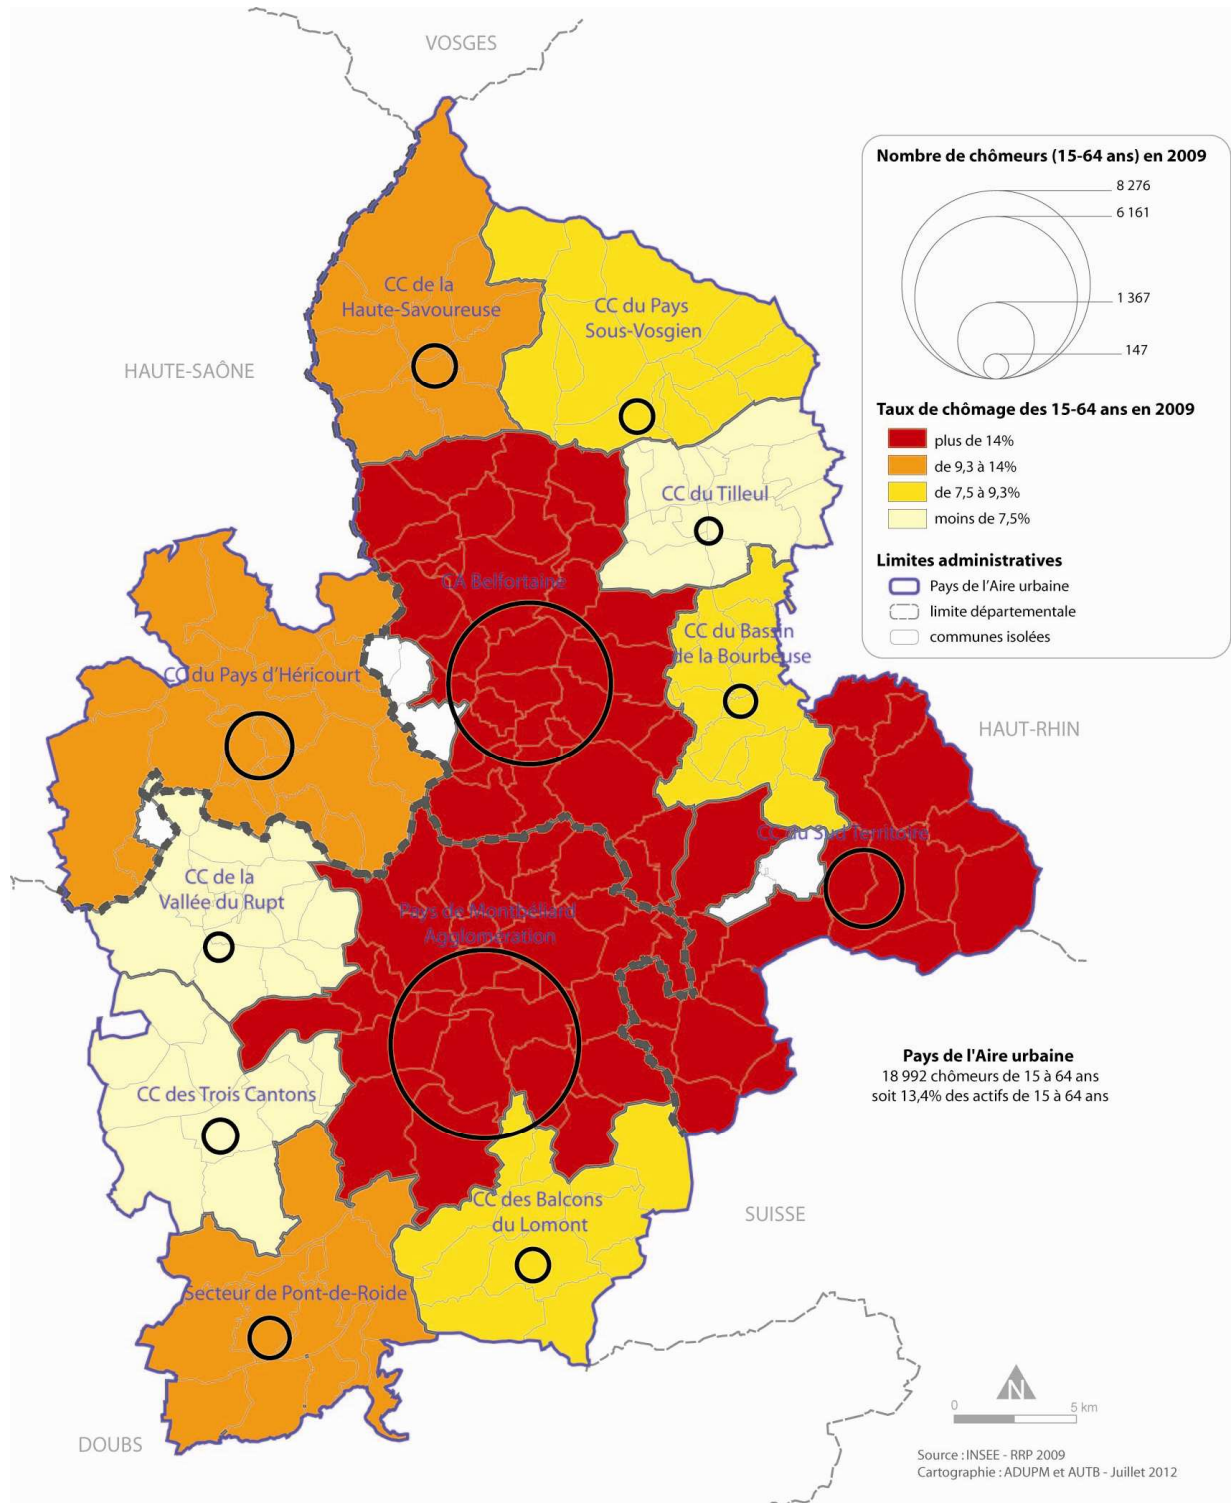 VOSGES
Nombre de chômeurs (15-64 ans) en 2009
8 276
6 161
1 367
147
CC de la
Haute-Savoureuse
CC du Pays
Sous-Vosgien
HAUTE-SAÔNE
Taux de chômage des 15-64 ans en 2009
plus de 14%
de 9,3 à 14%
de 7,5 à 9,3%
moins de 7,5%
CC du Tilleul
Limites administratives
Pays de l'Aire urbaine
limite départementale
communes isolées
CA Belfortaine
CC du Bassin
de la Bourbeuse
CC du Pays d'Héricourt
HAUT-RHIN
CC du Sud Territoire
CC de la
Vallée du Rupt
Pays de Montbéliard
Agglomération
Pays de l'Aire urbaine
18 992 chômeurs de 15 à 64 ans
soit 13,4% des actifs de 15 à 64 ans
CC des Trois Cantons
CC des Balcons
du Lomont
SUISSE
Secteur de Pont-de-Roide
N
0
5 km
DOUBS
Source : INSEE - RRP 2009
Cartographie : ADUPM et AUTB - Juillet 2012